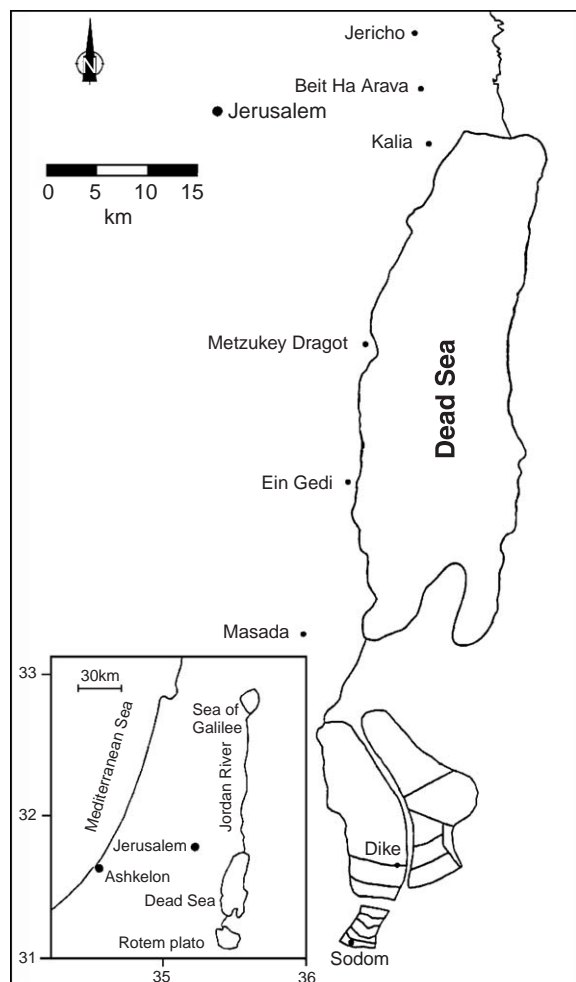 Jericho
N
Beit Ha Arava
Jerusalem
Kalia
0 5 10 15
km
Metzukey Dragot
Dead Sea
Ein Gedi
Masada
33
30km
Sea of
Galilee
Mediterranean Sea
Jordan River
32
Jerusalem
Ashkelon
Dead Sea
Rotem plato
31
35
36
Dike
Sodom